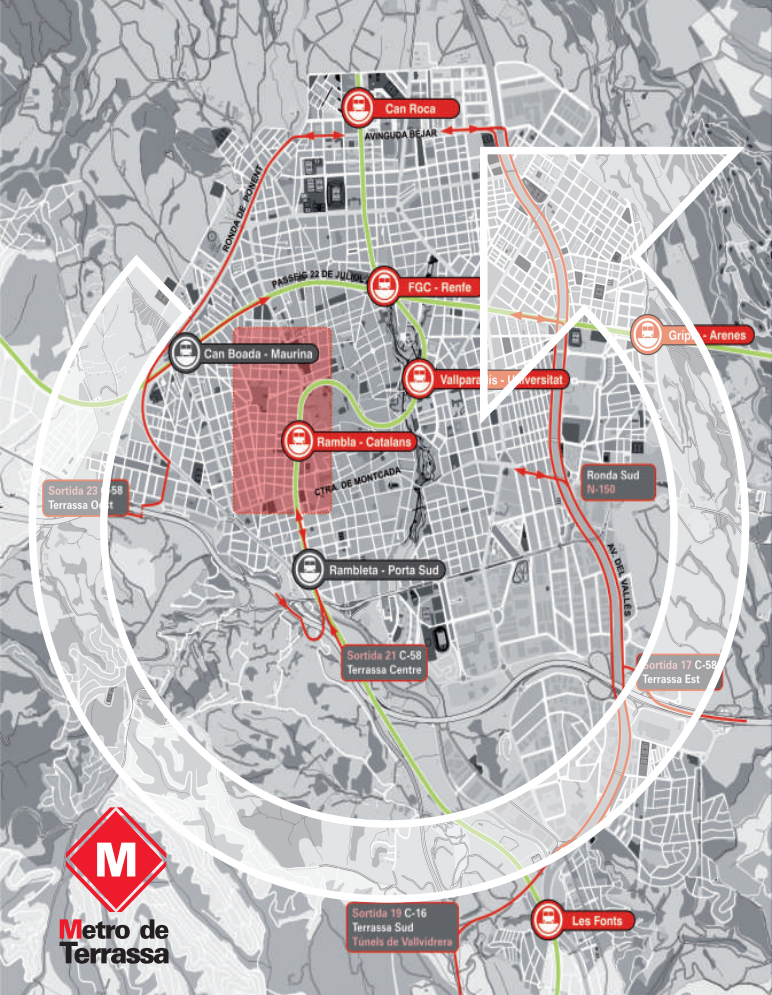 Can Roca
AVINGUDA BEJAR
RONDA DE PONENT
PASSEIG 22 DE JULIOL
FGC - Renfe
Can Boada - Maurina
Gripia - Arenes
Vallparadís - Universitat
Rambla - Catalans
CTRA. DE MONTCADA
Ronda Sud
N-150
Sortida 23 C-58
Terrassa Oest
Rambleta - Porta Sud
AV. DEL VALLÈS
Sortida 21 C-58
Terrassa Centre
Sortida 17 C-58
Terrassa Est
M
Metro de
Terrassa
Sortida 19 C-16
Terrassa Sud
Túnels de Vallvidrera
Les Fonts